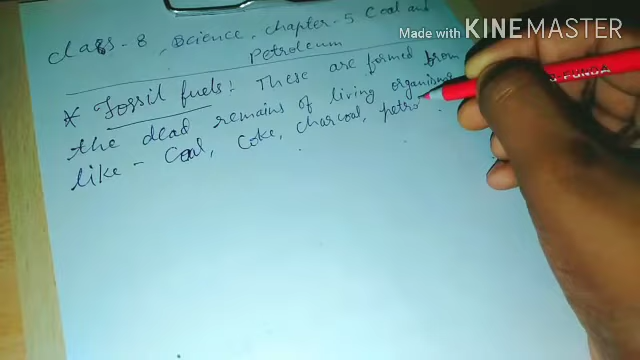 Made with KINEMASTER
Class-8, Science, chapter-5 Coal and
Petroleum
* Fossil fuels! These are formed from
the dead remains of living organisms
like - Coal, Coke, charcoal, petro